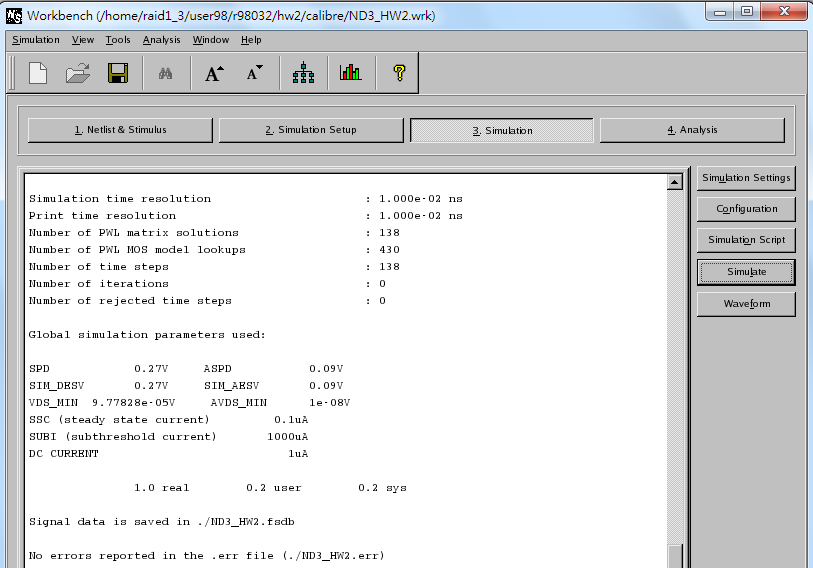 Workbench (/home/raid1_3/user98/r98032/hw2/calibre/ND3_HW2.wrk)
Simulation View Tools Analysis Window Help
1. Netlist & Stimulus 2. Simulation Setup 3. Simulation 4. Analysis
Simulation Settings
Configuration
Simulation Script
Simulate
Waveform
Simulation time resolution : 1.000e-02 ns
Print time resolution : 1.000e-02 ns
Number of PWL matrix solutions : 138
Number of PWL MOS model lookups : 430
Number of time steps : 138
Number of iterations : 0
Number of rejected time steps : 0
Global simulation parameters used:
SPD 0.27V ASPD 0.09V
SIM_DESV 0.27V SIM_AESV 0.09V
VDS_MIN 9.77828e-05V AVDS_MIN 1e-08V
SSC (steady state current) 0.1uA
SUBI (subthreshold current) 1000uA
DC CURRENT 1uA
1.0 real 0.2 user 0.2 sys
Signal data is saved in ./ND3_HW2.fsdb
No errors reported in the .err file (./ND3_HW2.err)